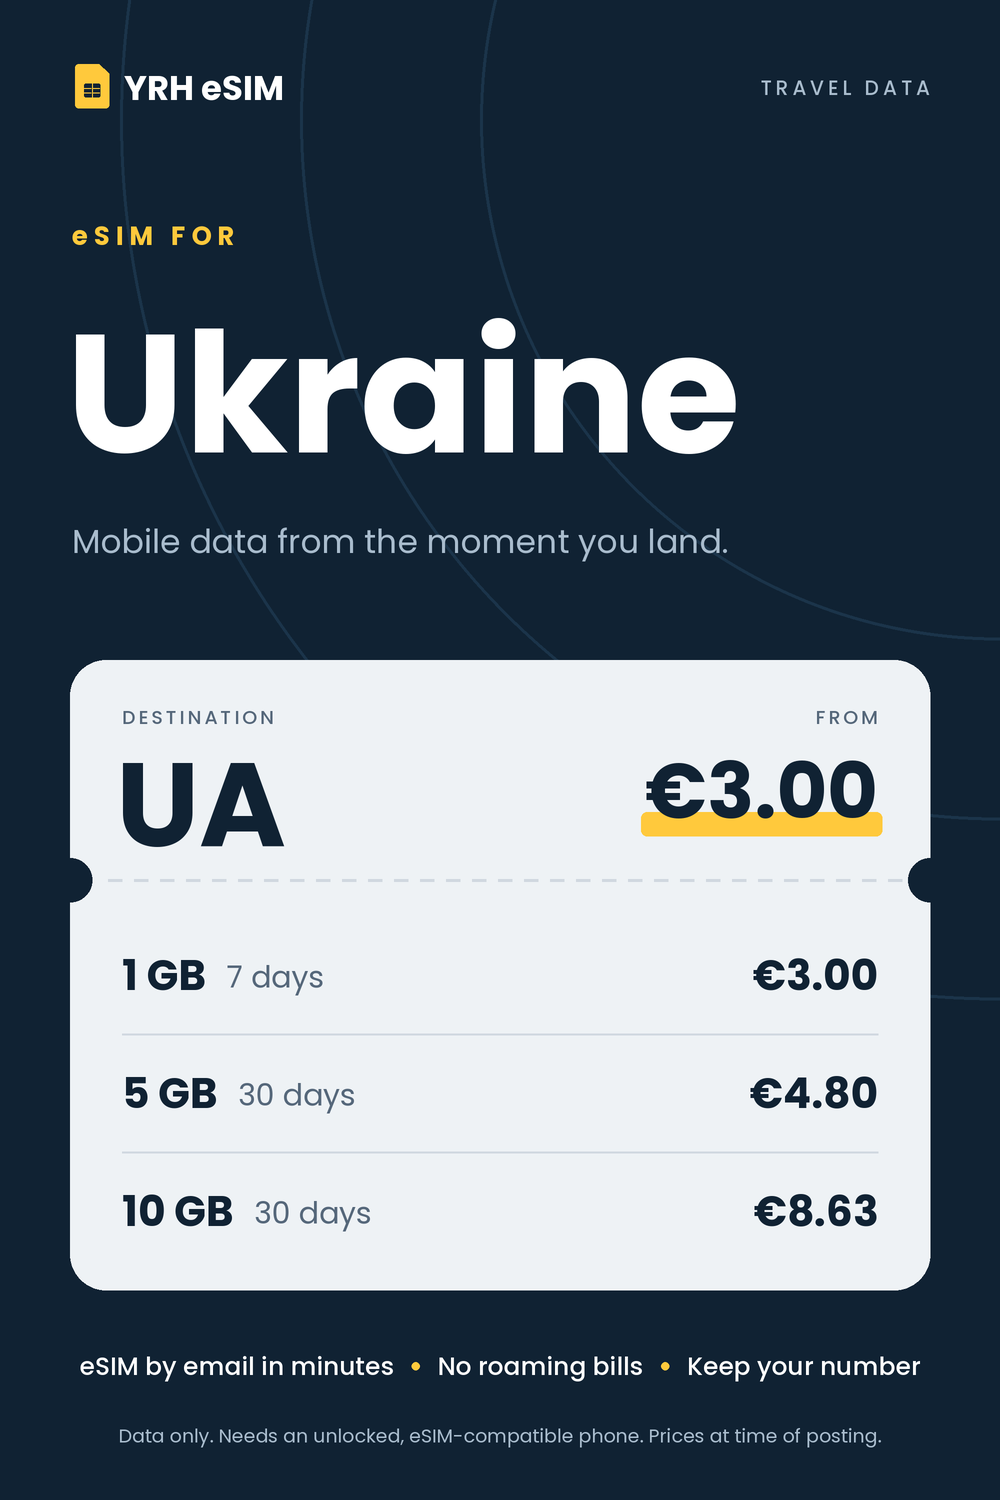 YRH eSIM
TRAVEL DATA
eSIM FOR
Ukraine
Mobile data from the moment you land.
DESTINATION
FROM
UA
€3.00
1 GB 7 days €3.00
5 GB 30 days €4.80
10 GB 30 days €8.63
eSIM by email in minutes • No roaming bills • Keep your number
Data only. Needs an unlocked, eSIM-compatible phone. Prices at time of posting.